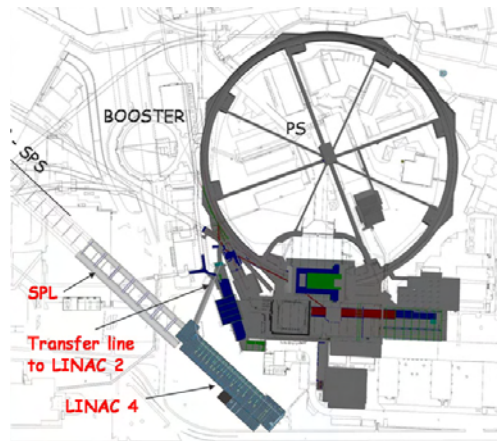 BOOSTER
PS
- SPS
SPL
Transfer line
to LINAC 2
LINAC 4